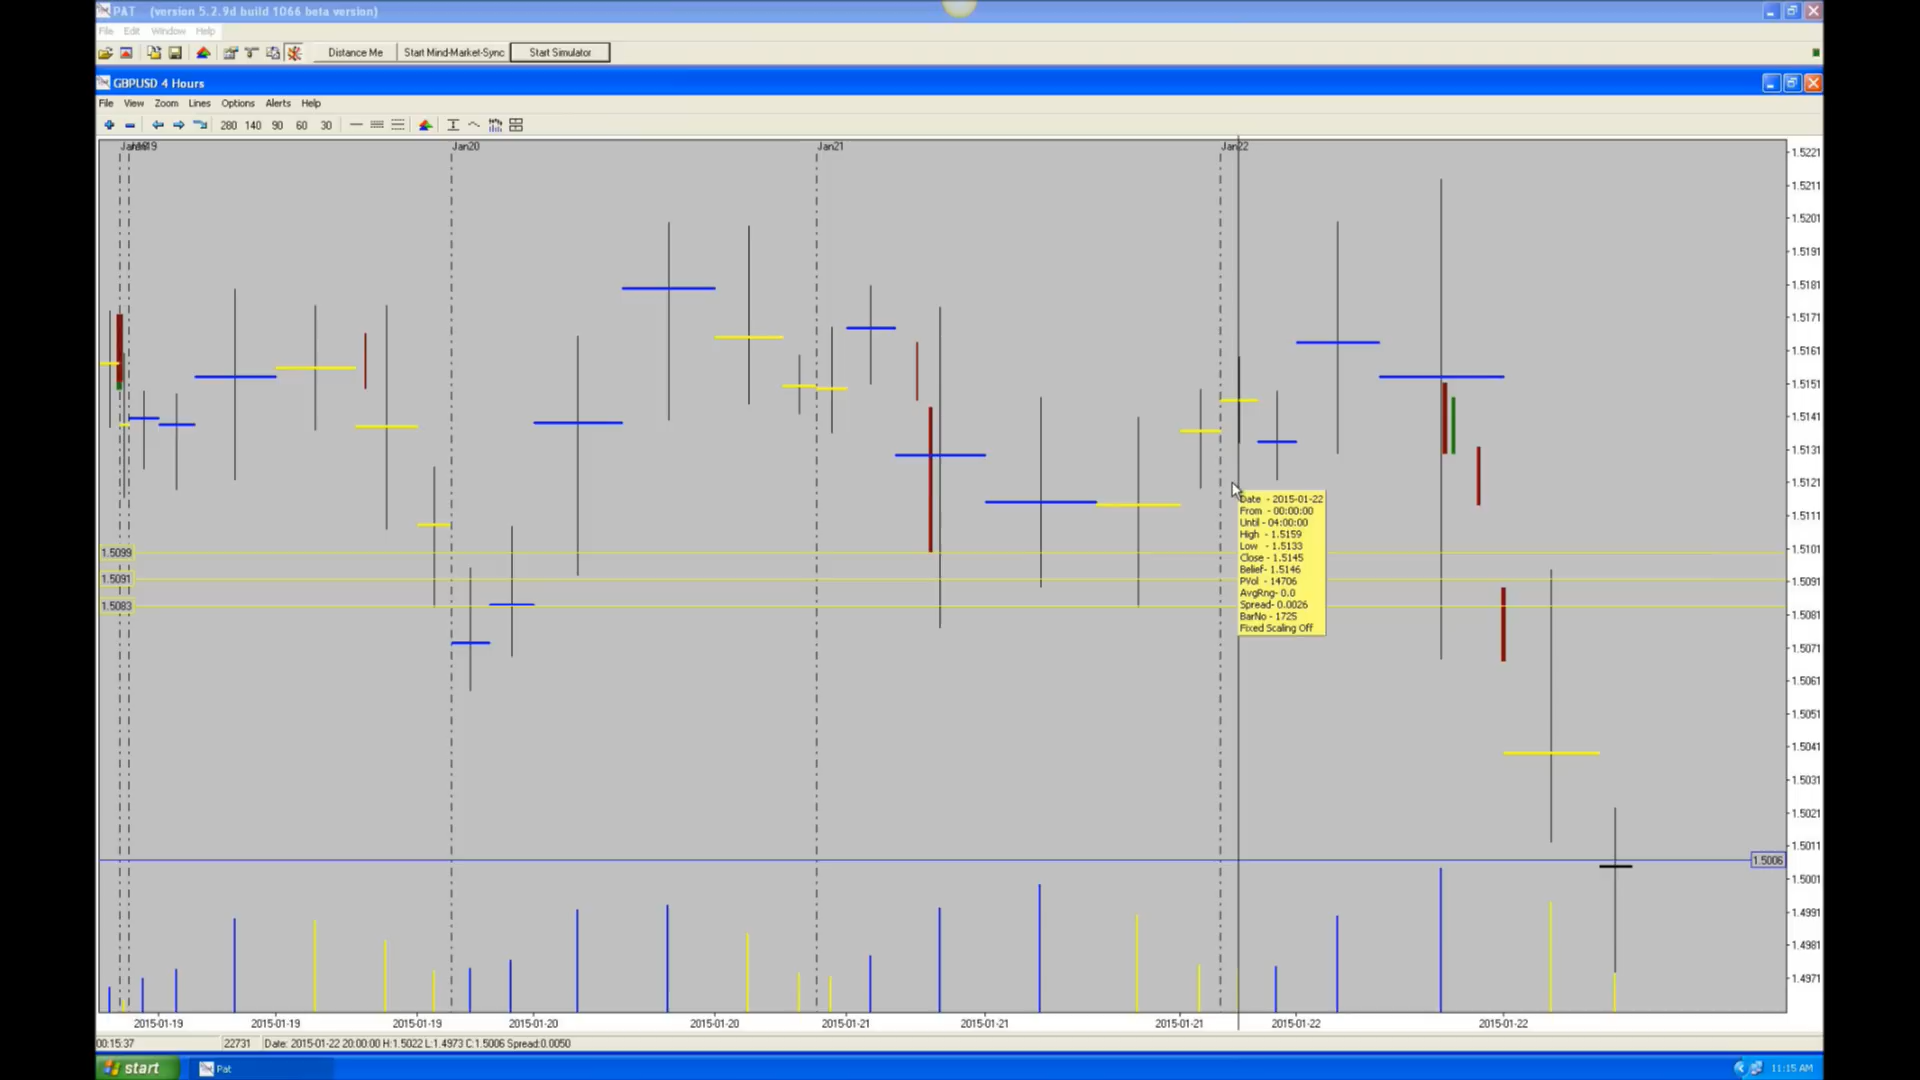 PAT (version 5.2.9d build 1066 beta version)
File Edit Window Help
Distance Me Start Mind-Market-Sync Start Simulator
GBPUSD 4 Hours
File View Zoom Lines Options Alerts Help
280 140 90 60 30
Jan20 Jan21 Jan22
1.5221
1.5211
1.5201
1.5191
1.5181
1.5171
1.5161
1.5151
1.5141
1.5131
1.5121
1.5111
1.5101
1.5091
1.5081
1.5071
1.5061
1.5051
1.5041
1.5031
1.5021
1.5011
1.5001
1.4991
1.4981
1.4971
1.5099
1.5091
1.5083
Date - 2015-01-22
From - 00:00:00
Until - 04:00:00
High - 1.5159
Low - 1.5133
Close - 1.5145
Belief- 1.5146
PVol - 14706
AvgRng- 0.0
Spread- 0.0026
BarNo - 1725
Fixed Scaling Off
1.5006
2015-01-19 2015-01-19 2015-01-19 2015-01-20 2015-01-20 2015-01-21 2015-01-21 2015-01-21 2015-01-22 2015-01-22
00:15:37 22731 Date: 2015-01-22 20:00:00 H:1.5022 L:1.4973 C:1.5006 Spread:0.0050
start Pat 11:15 AM